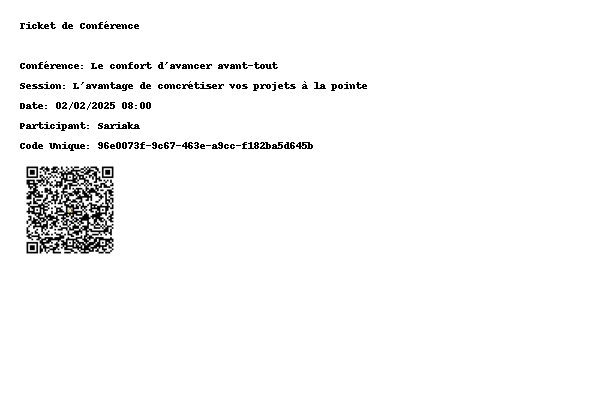 Ticket de Conférence
Conférence: Le confort d'avancer avant-tout
Session: L'avantage de concrétiser vos projets à la pointe
Date: 02/02/2025 08:00
Participant: Sariaka
Code Unique: 96e0073f-9c67-463e-a9cc-f182ba5d645b